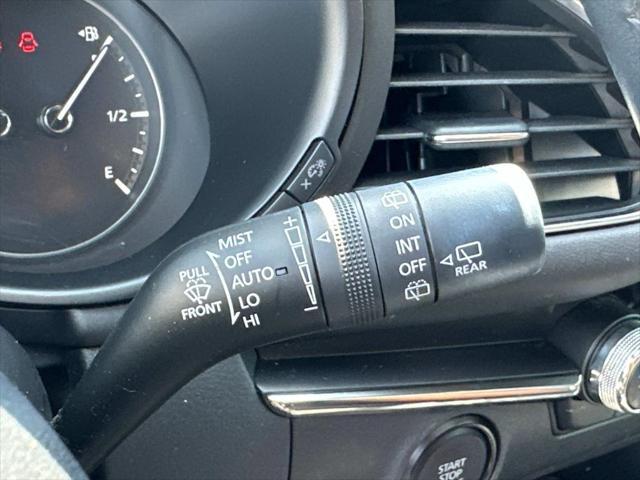 1/2
E
+
MIST
OFF
AUTO
LO
HI
PULL
FRONT
+
−
ON
INT
OFF
REAR
START
STOP